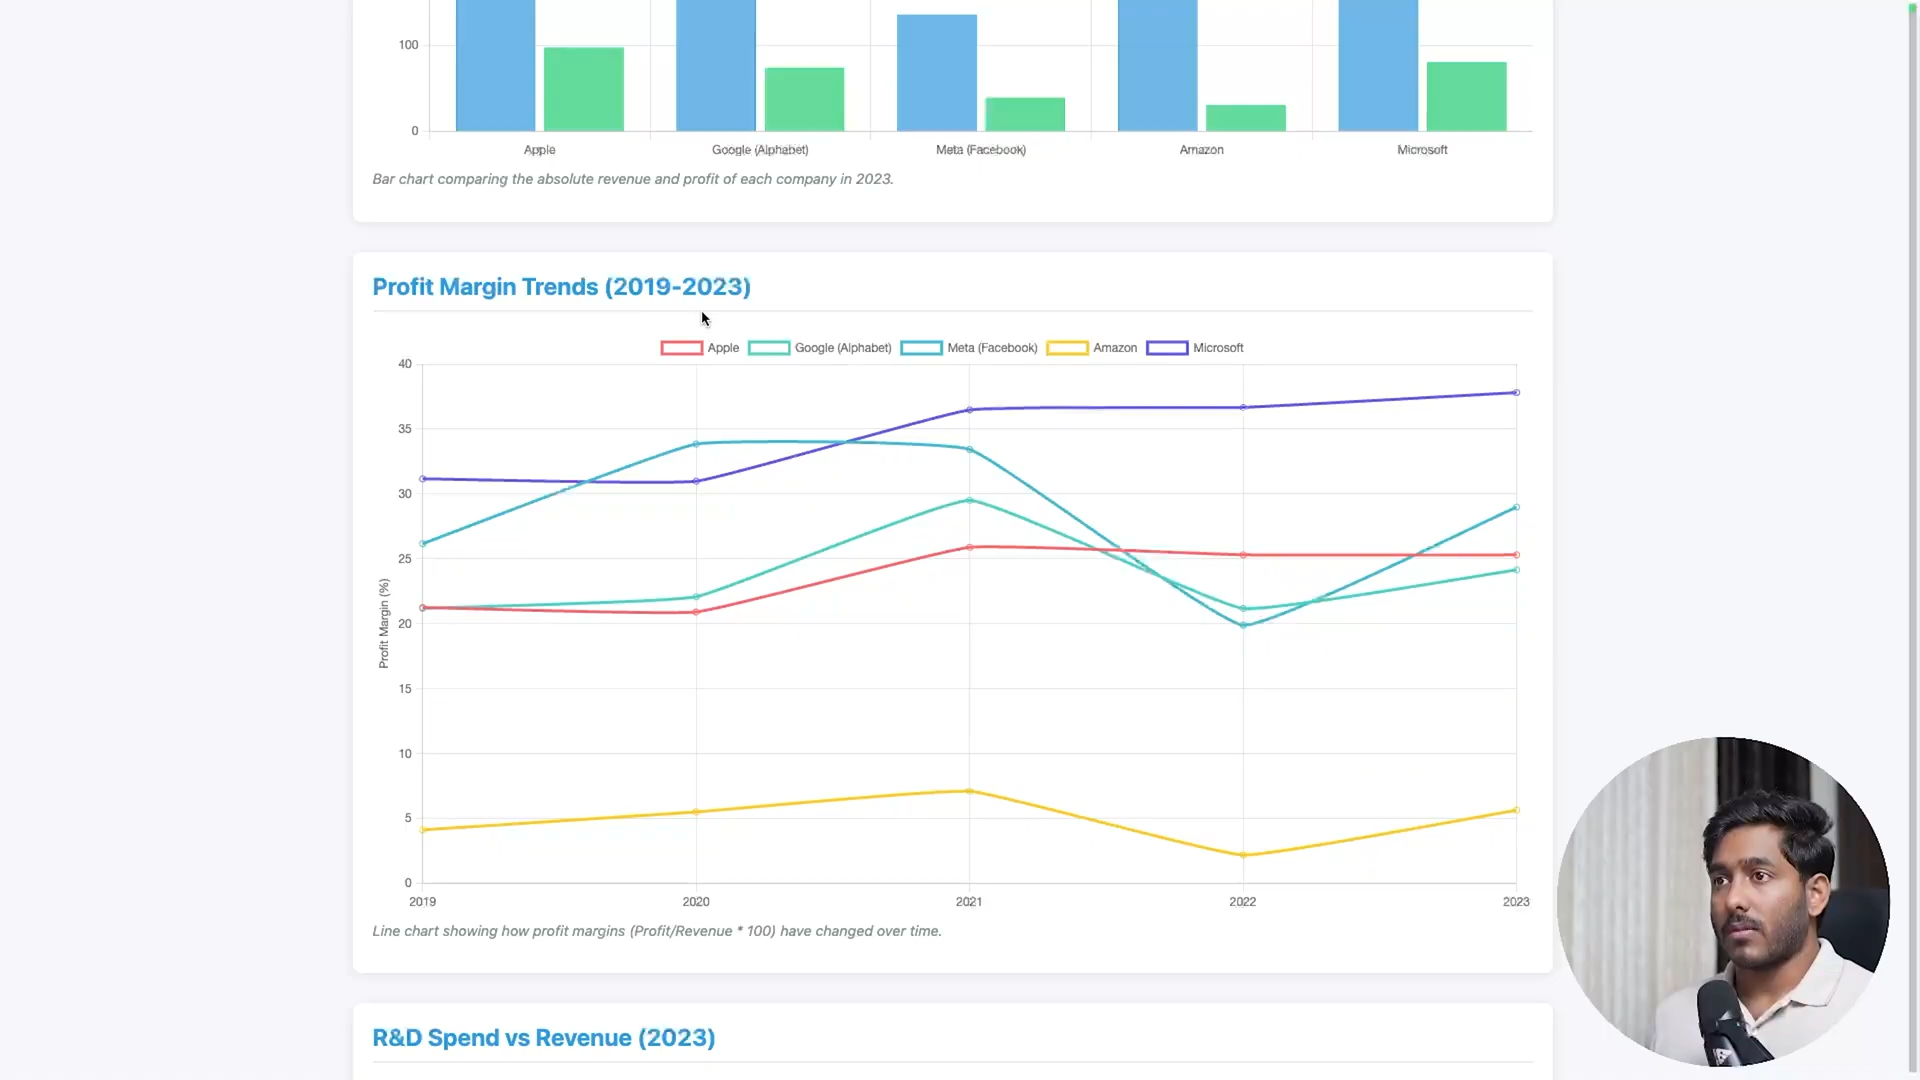 100
0
Apple
Google (Alphabet)
Meta (Facebook)
Amazon
Microsoft
Bar chart comparing the absolute revenue and profit of each company in 2023.
Profit Margin Trends (2019-2023)
Apple
Google (Alphabet)
Meta (Facebook)
Amazon
Microsoft
40
35
30
25
20
15
10
5
0
Profit Margin (%)
2019
2020
2021
2022
2023
Line chart showing how profit margins (Profit/Revenue * 100) have changed over time.
R&D Spend vs Revenue (2023)